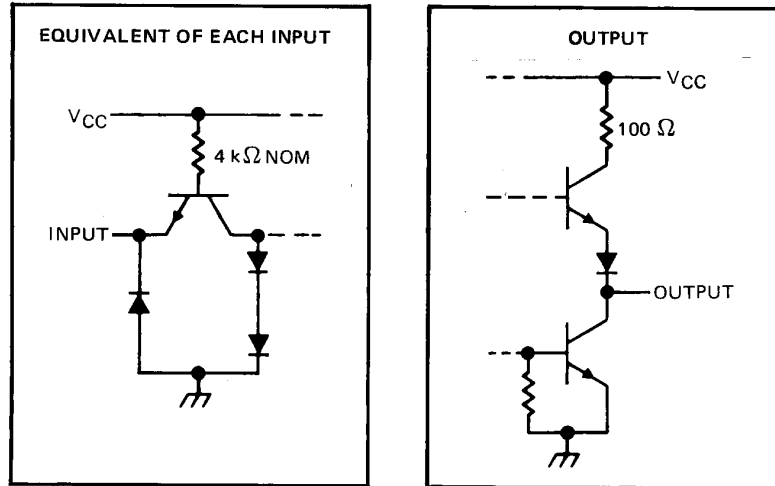 EQUIVALENT OF EACH INPUT
VCC
4 kΩ NOM
INPUT
OUTPUT
VCC
100 Ω
OUTPUT